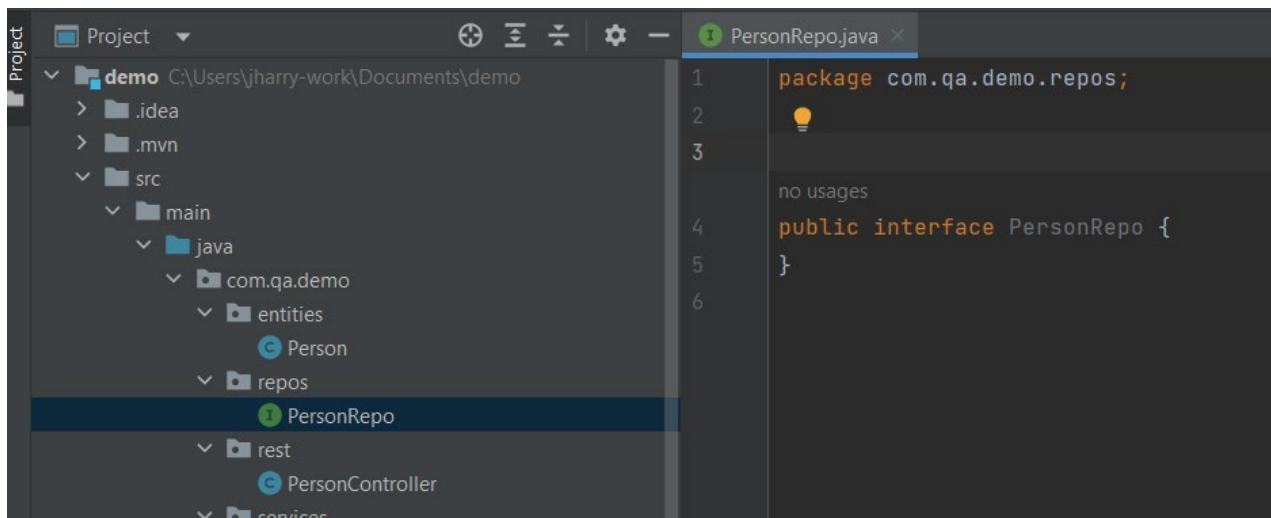 Project
Project
demo C:\Users\jharry-work\Documents\demo
.idea
.mvn
src
main
java
com.qa.demo
entities
C Person
repos
I PersonRepo
rest
C PersonController
services
I PersonRepo.java
1 package com.qa.demo.repos;
2
3
no usages
4 public interface PersonRepo {
5 }
6